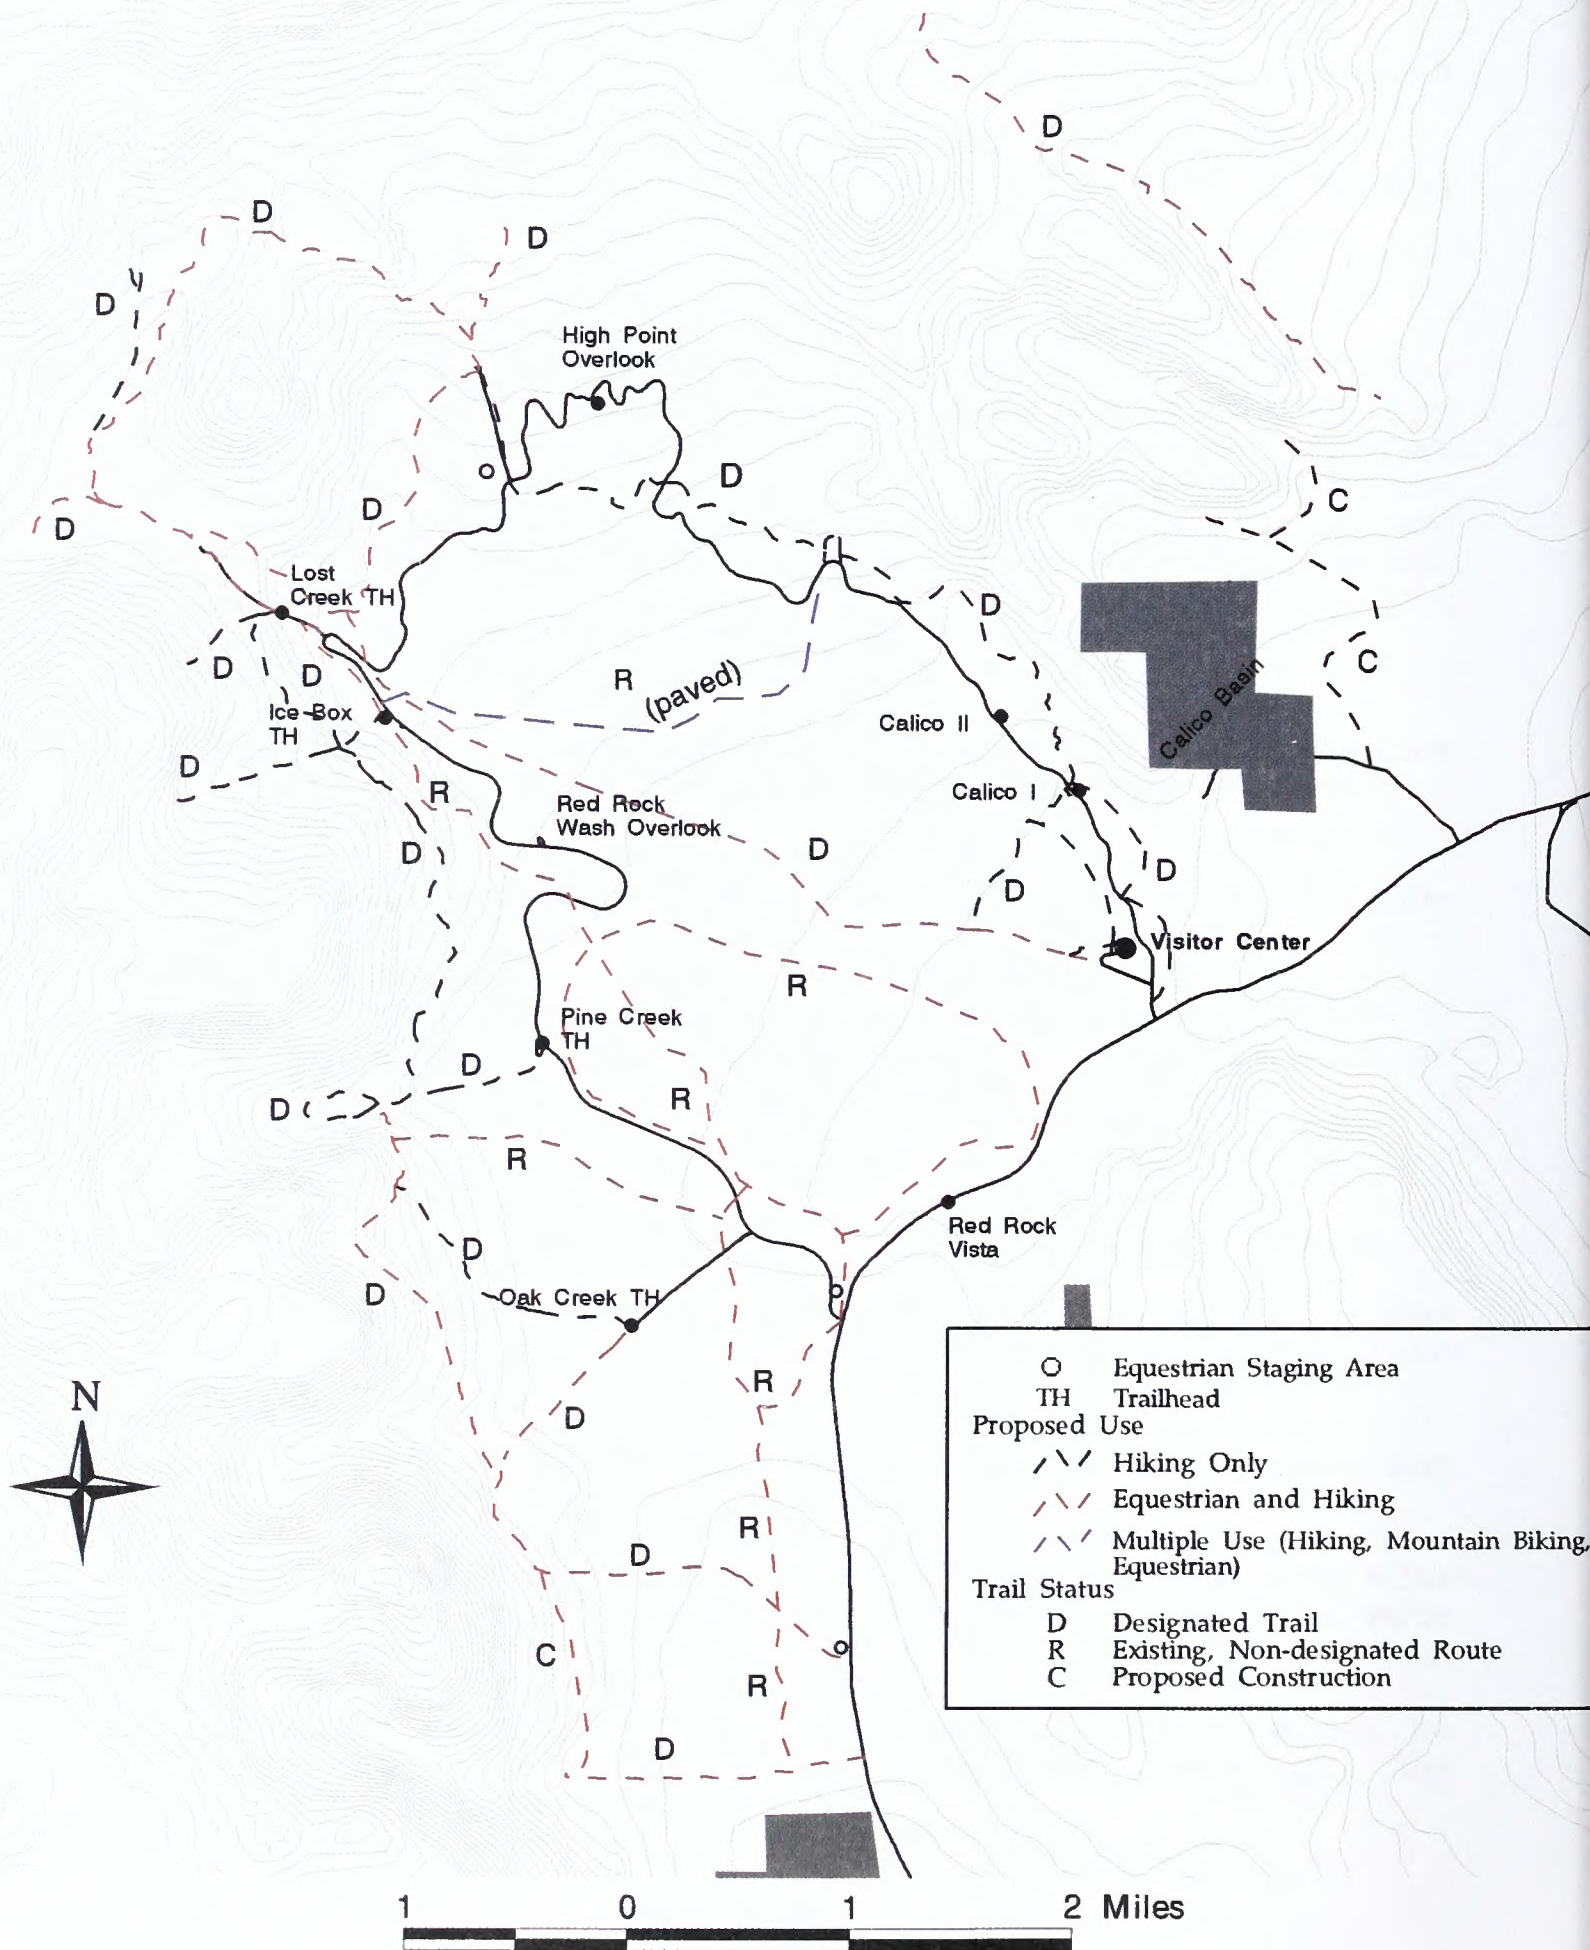 D
D
D
D
High Point
Overlook
D
C
D
D
Lost
Creek TH
D
D
D
C
R
(paved)
Calico Basin
Ice Box
TH
Calico II
D
R
Calico I
Red Rock
Wash Overlook
D
D
D
D
Visitor Center
R
Pine Creek
TH
D
R
D
R
Red Rock
Vista
D
D
Oak Creek TH
R
D
N
R
D
C
R
D
O Equestrian Staging Area
TH Trailhead
Proposed Use
Hiking Only
Equestrian and Hiking
Multiple Use (Hiking, Mountain Biking,
Equestrian)
Trail Status
D Designated Trail
R Existing, Non-designated Route
C Proposed Construction
1 0 1 2 Miles